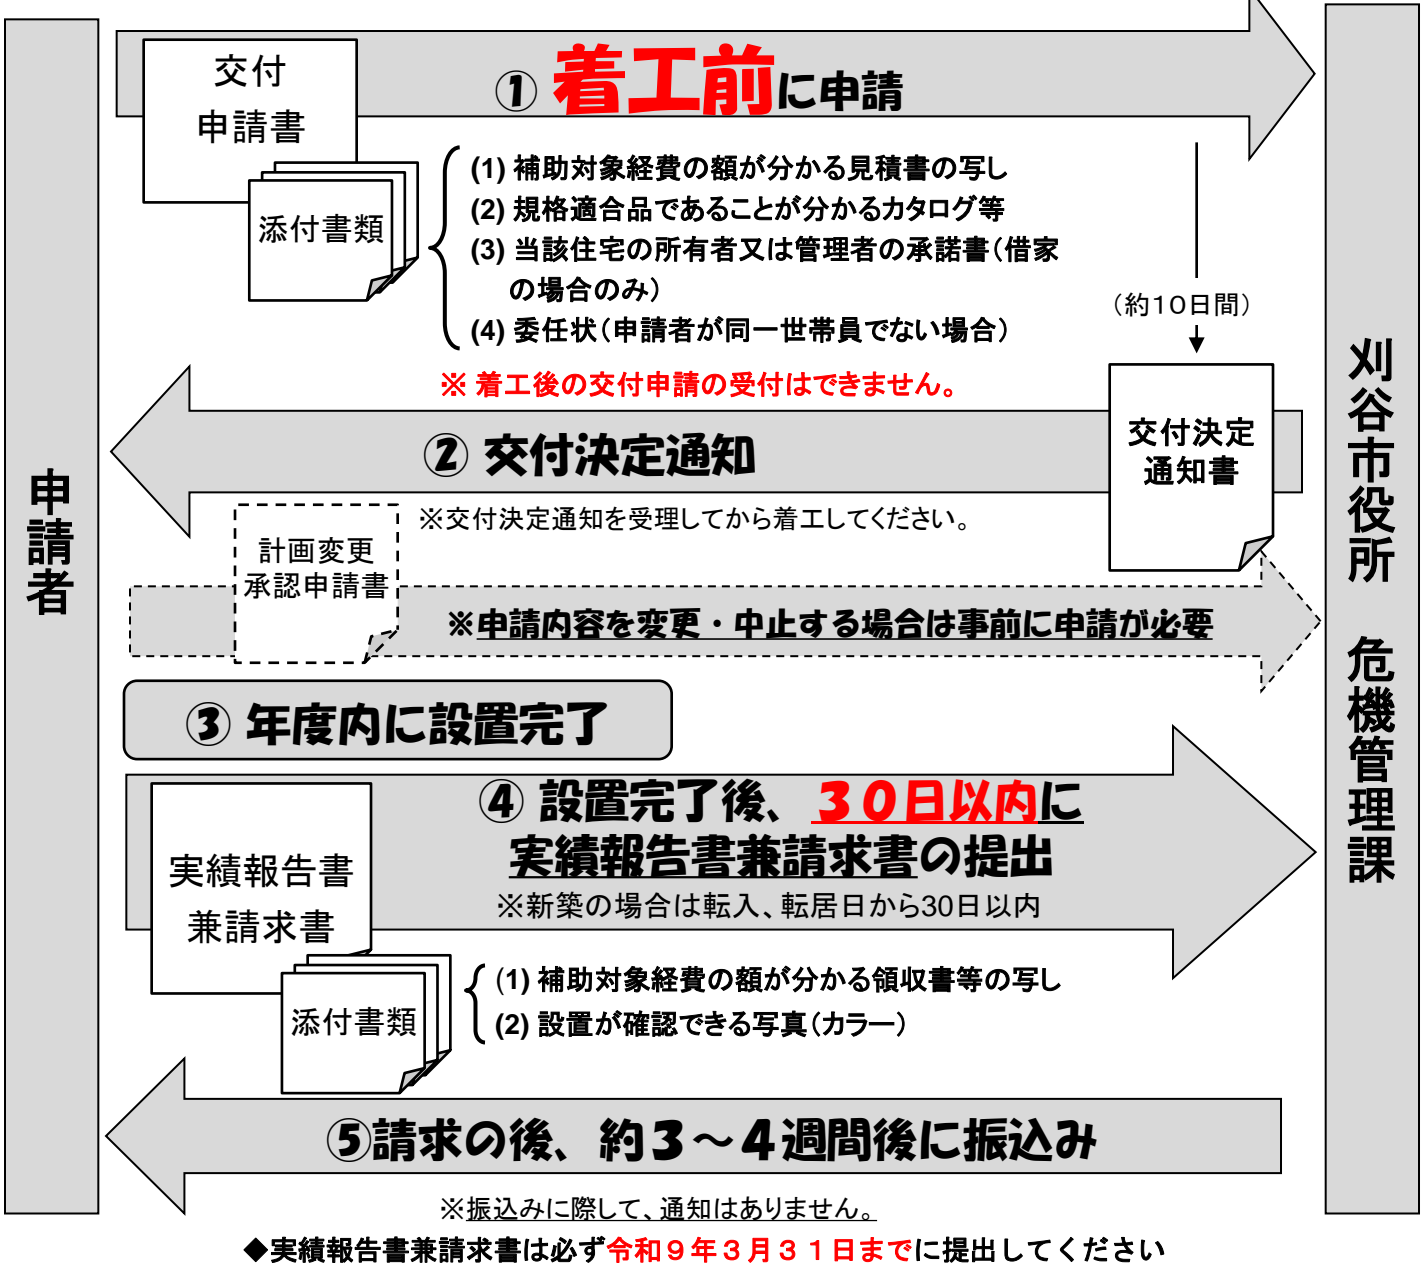 申請者
刈谷市役所　危機管理課
交付
申請書
添付書類
① 着工前に申請
(1) 補助対象経費の額が分かる見積書の写し
(2) 規格適合品であることが分かるカタログ等
(3) 当該住宅の所有者又は管理者の承諾書（借家
の場合のみ）
(4) 委任状（申請者が同一世帯員でない場合）
※ 着工後の交付申請の受付はできません。
（約１０日間）
② 交付決定通知
交付決定
通知書
※交付決定通知を受理してから着工してください。
計画変更
承認申請書
※申請内容を変更・中止する場合は事前に申請が必要
③ 年度内に設置完了
④ 設置完了後、３０日以内に
実績報告書兼請求書の提出
※新築の場合は転入、転居日から30日以内
実績報告書
兼請求書
添付書類
(1) 補助対象経費の額が分かる領収書等の写し
(2) 設置が確認できる写真（カラー）
⑤請求の後、約３～４週間後に振込み
※振込みに際して、通知はありません。
◆実績報告書兼請求書は必ず令和９年３月３１日までに提出してください